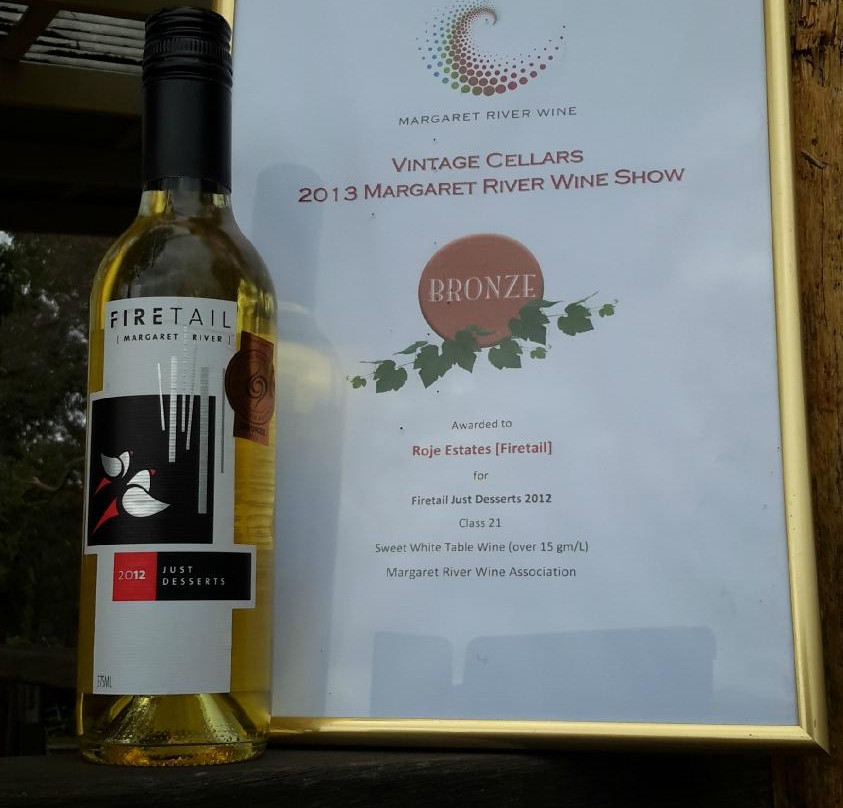 FIRETAIL
[ MARGARET RIVER ]
2012 JUST
DESSERTS
375ML
MARGARET RIVER WINE
VINTAGE CELLARS
2013 MARGARET RIVER WINE SHOW
BRONZE
Awarded to
Roje Estates [Firetail]
for
Firetail Just Desserts 2012
Class 21
Sweet White Table Wine (over 15 gm/L)
Margaret River Wine Association